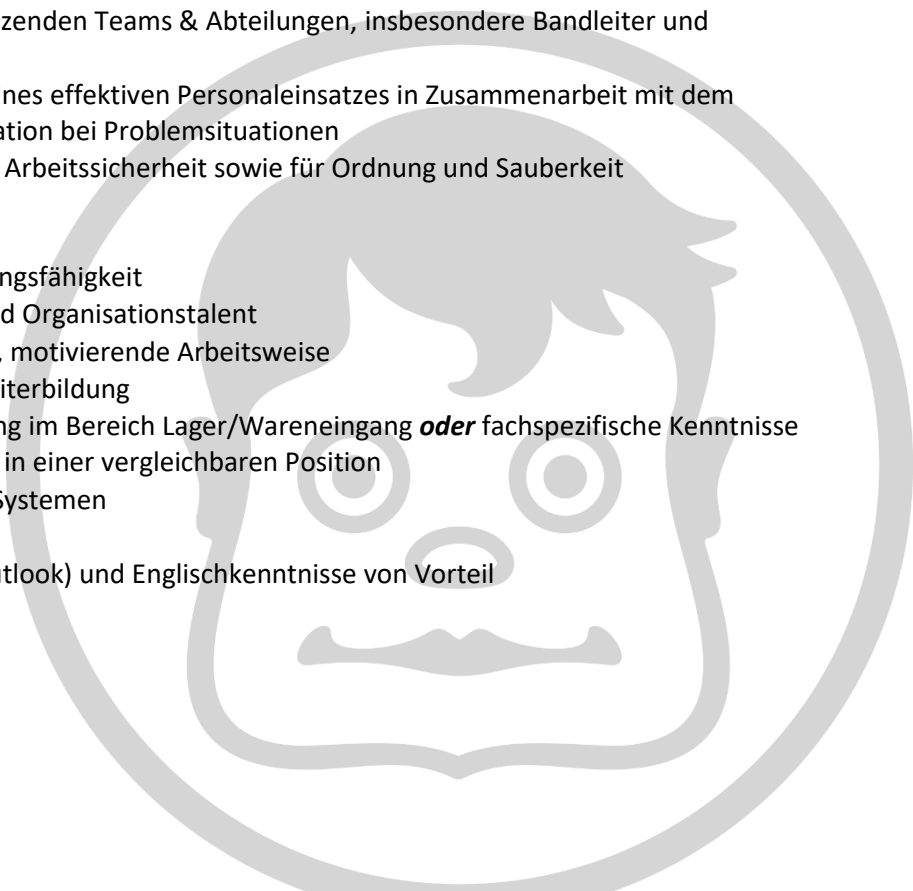 zenden Teams & Abteilungen, insbesondere Bandleiter und
ines effektiven Personaleinsatzes in Zusammenarbeit mit dem
ation bei Problemsituationen
Arbeitssicherheit sowie für Ordnung und Sauberkeit
ngsfähigkeit
d Organisationstalent
, motivierende Arbeitsweise
iterbildung
ng im Bereich Lager/Wareneingang oder fachspezifische Kenntnisse
in einer vergleichbaren Position
Systemen
utlook) und Englischkenntnisse von Vorteil